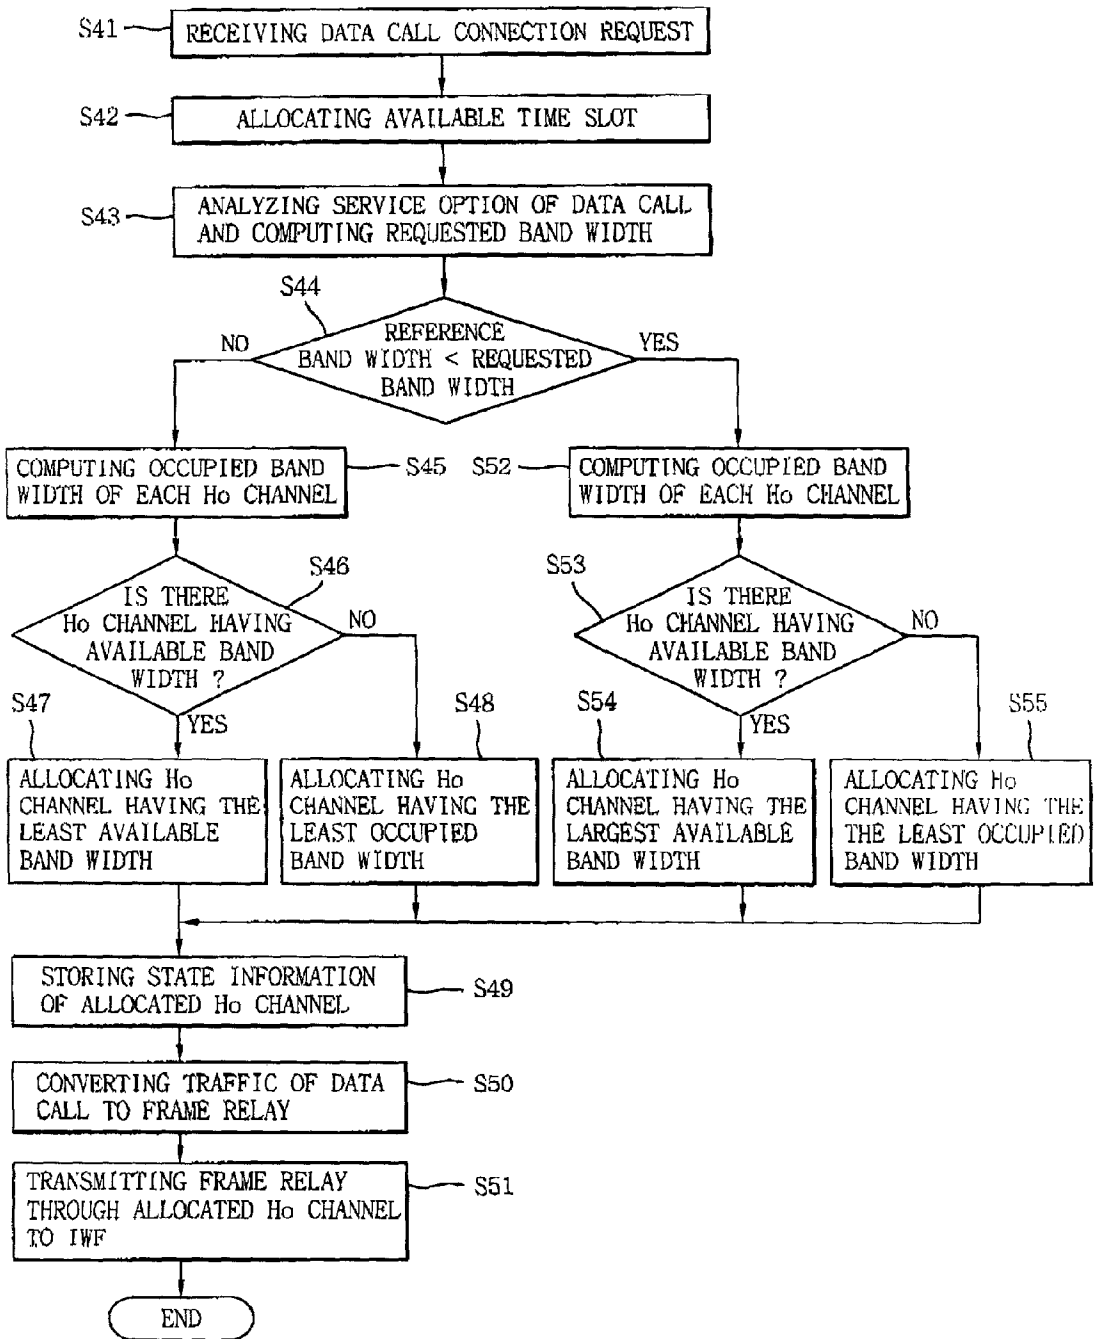 S41
RECEIVING DATA CALL CONNECTION REQUEST
S42
ALLOCATING AVAILABLE TIME SLOT
S43
ANALYZING SERVICE OPTION OF DATA CALL
AND COMPUTING REQUESTED BAND WIDTH
S44
NO
REFERENCE
BAND WIDTH < REQUESTED
BAND WIDTH
YES
COMPUTING OCCUPIED BAND
WIDTH OF EACH Ho CHANNEL
S45
S52
COMPUTING OCCUPIED BAND
WIDTH OF EACH Ho CHANNEL
S46
IS THERE
Ho CHANNEL HAVING
AVAILABLE BAND
WIDTH ?
NO
YES
S53
IS THERE
Ho CHANNEL HAVING
AVAILABLE BAND
WIDTH ?
NO
YES
S47
ALLOCATING Ho
CHANNEL HAVING THE
LEAST AVAILABLE
BAND WIDTH
S48
ALLOCATING Ho
CHANNEL HAVING THE
LEAST OCCUPIED
BAND WIDTH
S54
ALLOCATING Ho
CHANNEL HAVING THE
LARGEST AVAILABLE
BAND WIDTH
S55
ALLOCATING Ho
CHANNEL HAVING THE
THE LEAST OCCUPIED
BAND WIDTH
STORING STATE INFORMATION
OF ALLOCATED Ho CHANNEL
S49
CONVERTING TRAFFIC OF DATA
CALL TO FRAME RELAY
S50
TRANSMITTING FRAME RELAY
THROUGH ALLOCATED Ho CHANNEL
TO IWF
S51
END